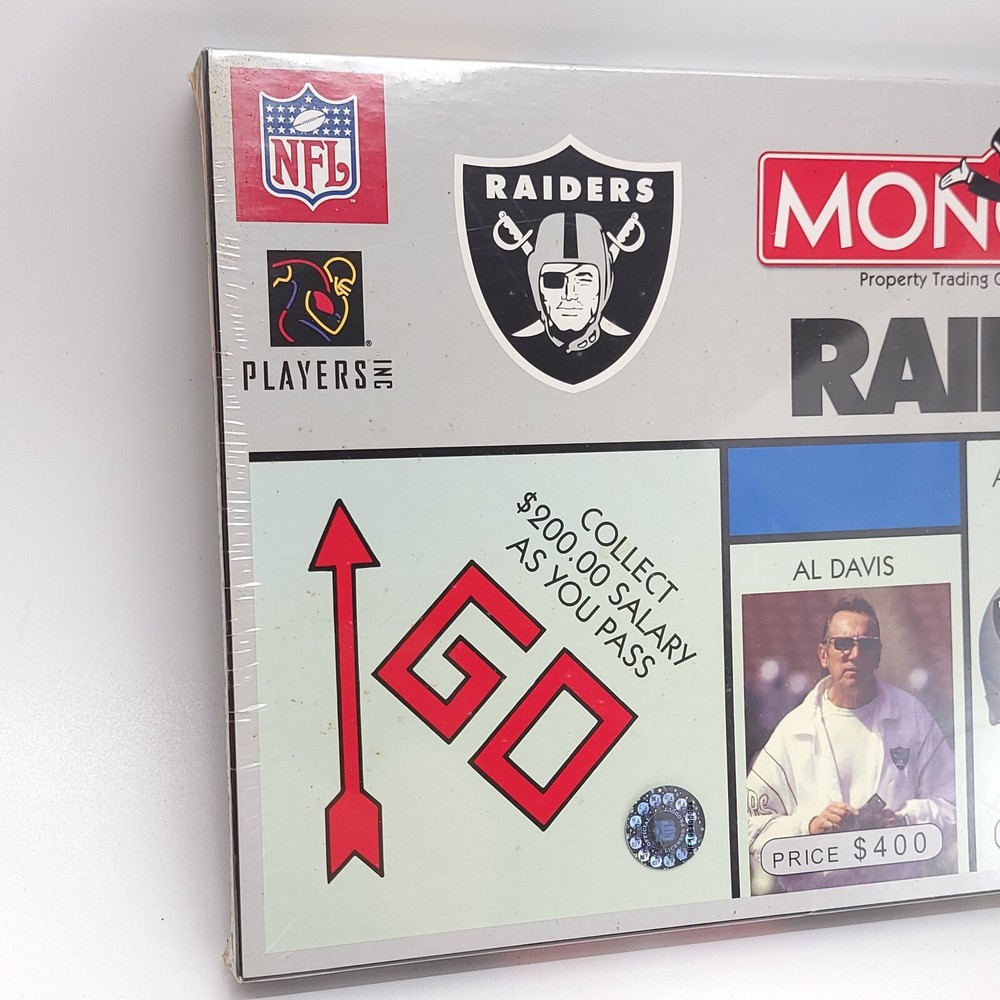 NFL
RAIDERS
MONO
Property Trading G
RAI
PLAYERS INC
COLLECT
$200.00 SALARY
AS YOU PASS
GO
AL DAVIS
PRICE $400